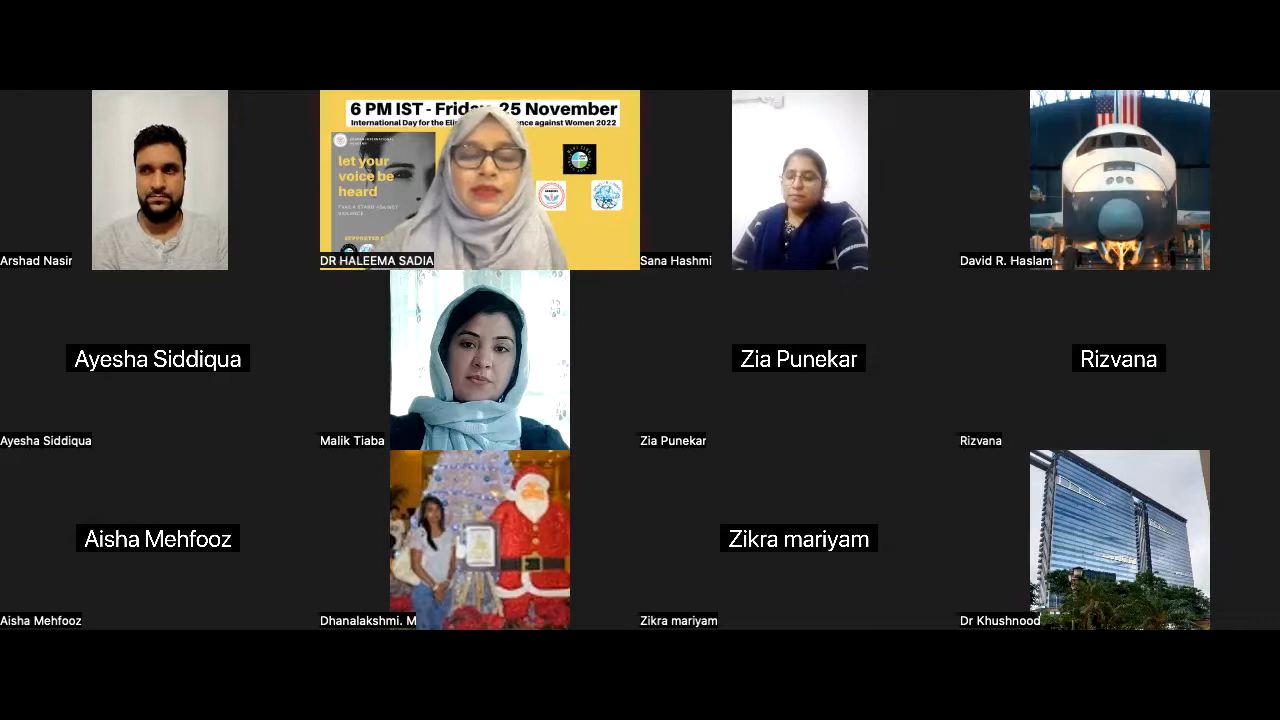 6 PM IST - Friday, 25 November
International Day for the Eli ence against Women 2022
let your
voice be
heard
TAKE A STAND AGAINST
VIOLENCE
Arshad Nasir
DR HALEEMA SADIA
Sana Hashmi
David R. Haslam
Ayesha Siddiqua
Zia Punekar
Rizvana
Ayesha Siddiqua
Malik Tiaba
Zia Punekar
Rizvana
Aisha Mehfooz
Zikra mariyam
Aisha Mehfooz
Dhanalakshmi. M
Zikra mariyam
Dr Khushnood